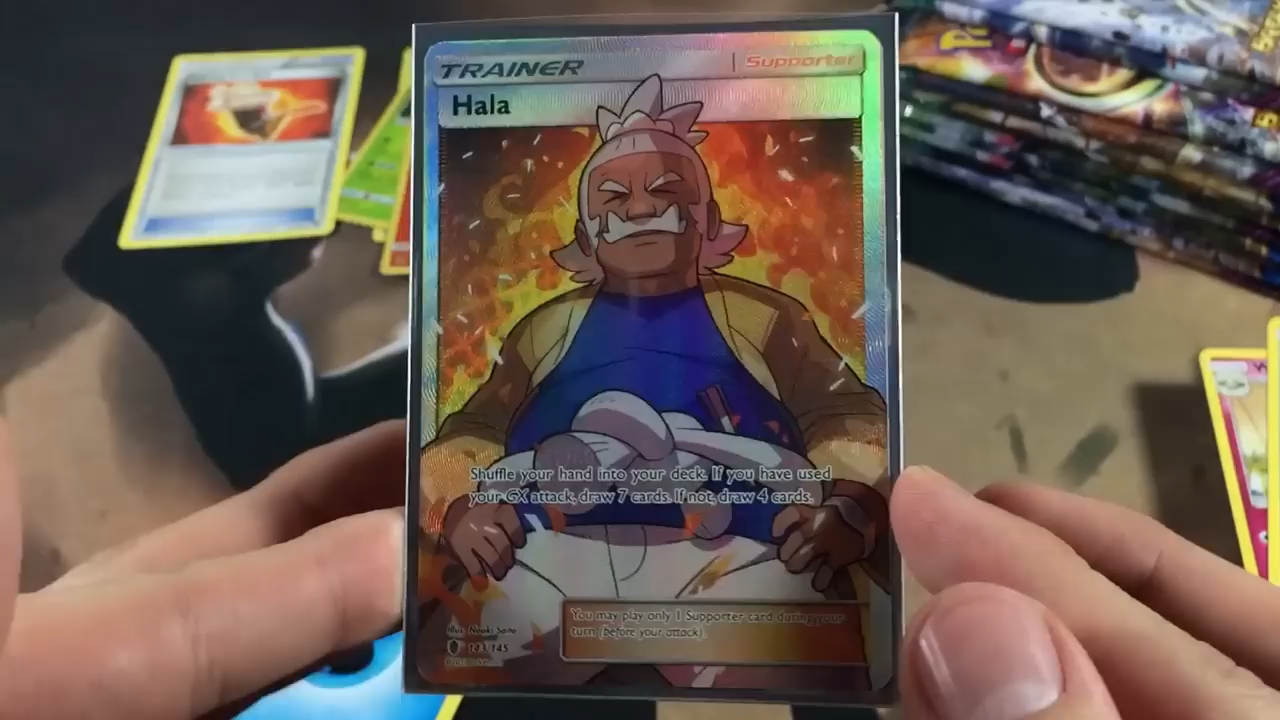 TRAINER
Supporter
Hala
Shuffle your hand into your deck. If you have used
your GX attack, draw 7 cards. If not, draw 4 cards.
You may play only 1 Supporter card during your
turn (before your attack).
Illus. Naoki Saito
143/145